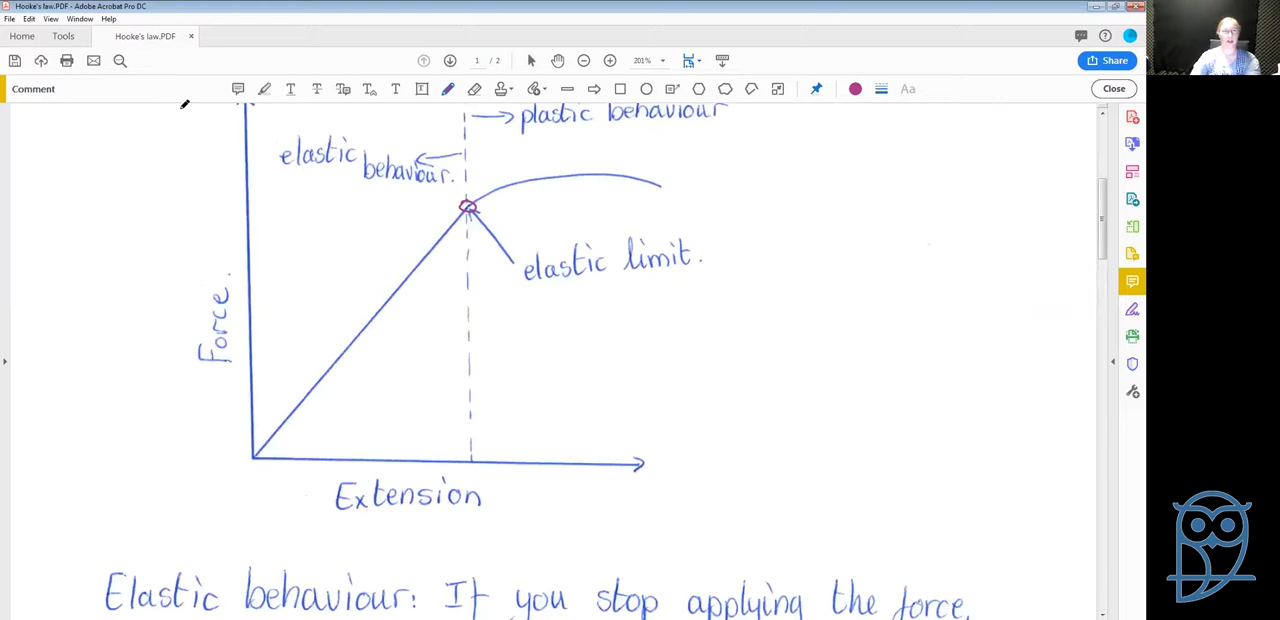 Hooke's law.PDF - Adobe Acrobat Pro DC
File Edit View Window Help
Home Tools Hooke's law.PDF ×
1 / 2 201% Share
Comment Aa Close
plastic behaviour
elastic
behaviour.
elastic limit.
Force.
Extension
Elastic behaviour: If you stop applying the force,